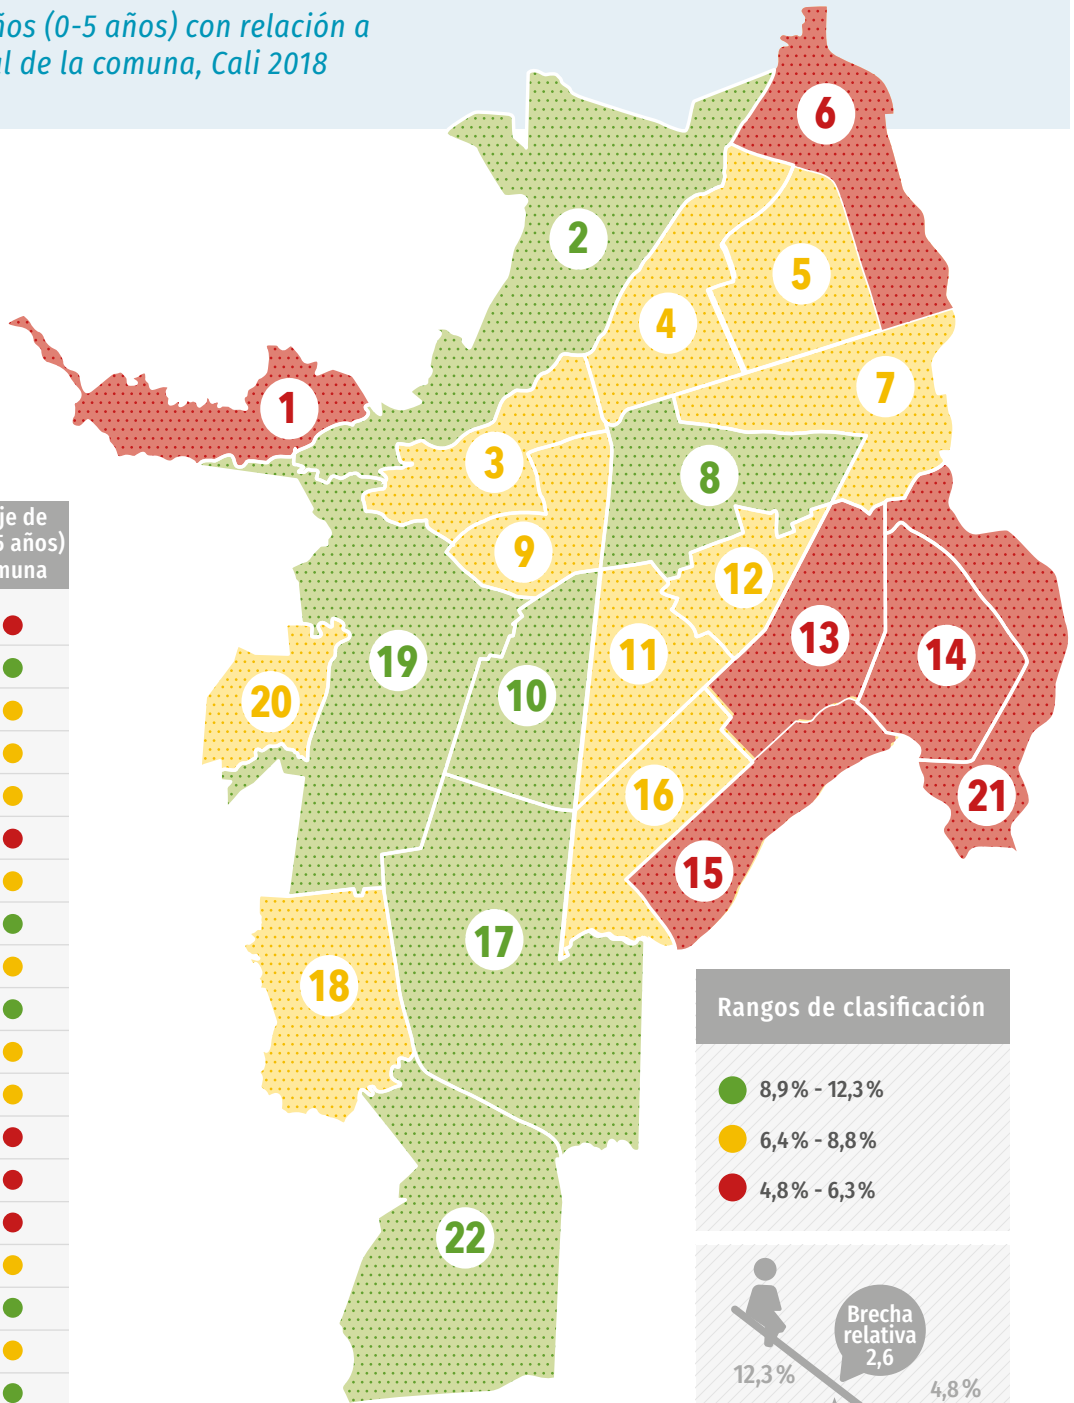 ños (0-5 años) con relación a
al de la comuna, Cali 2018
6
2
5
4
7
1
3
8
9
12
13
14
11
19
10
20
16
21
15
17
18
22
je de
5 años)
muna
Rangos de clasificación
8,9% - 12,3%
6,4% - 8,8%
4,8% - 6,3%
Brecha
relativa
2,6
12,3%
4,8%